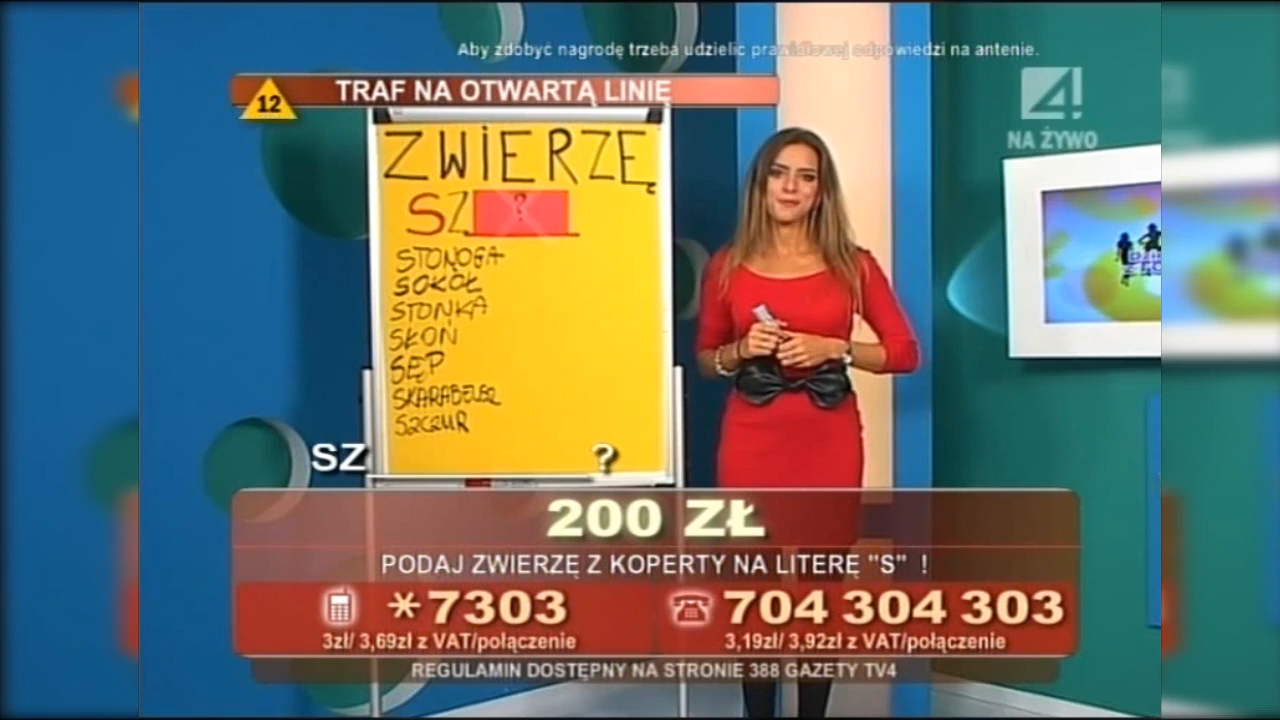 Aby zdobyć nagrodę trzeba udzielic prawidłowej odpowiedzi na antenie.
TRAF NA OTWARTĄ LINIĘ
12
4!
NA ŻYWO
ZWIERZĘ
SZ ?
STONOGA
SOKÓŁ
STONKA
SŁOŃ
SĘP
SKARABEUSZ
SZCZUR
SZ ?
200 ZŁ
PODAJ ZWIERZĘ Z KOPERTY NA LITERĘ "S" !
*7303
704 304 303
3zł/ 3,69zł z VAT/połączenie
3,19zł/ 3,92zł z VAT/połączenie
REGULAMIN DOSTĘPNY NA STRONIE 388 GAZETY TV4